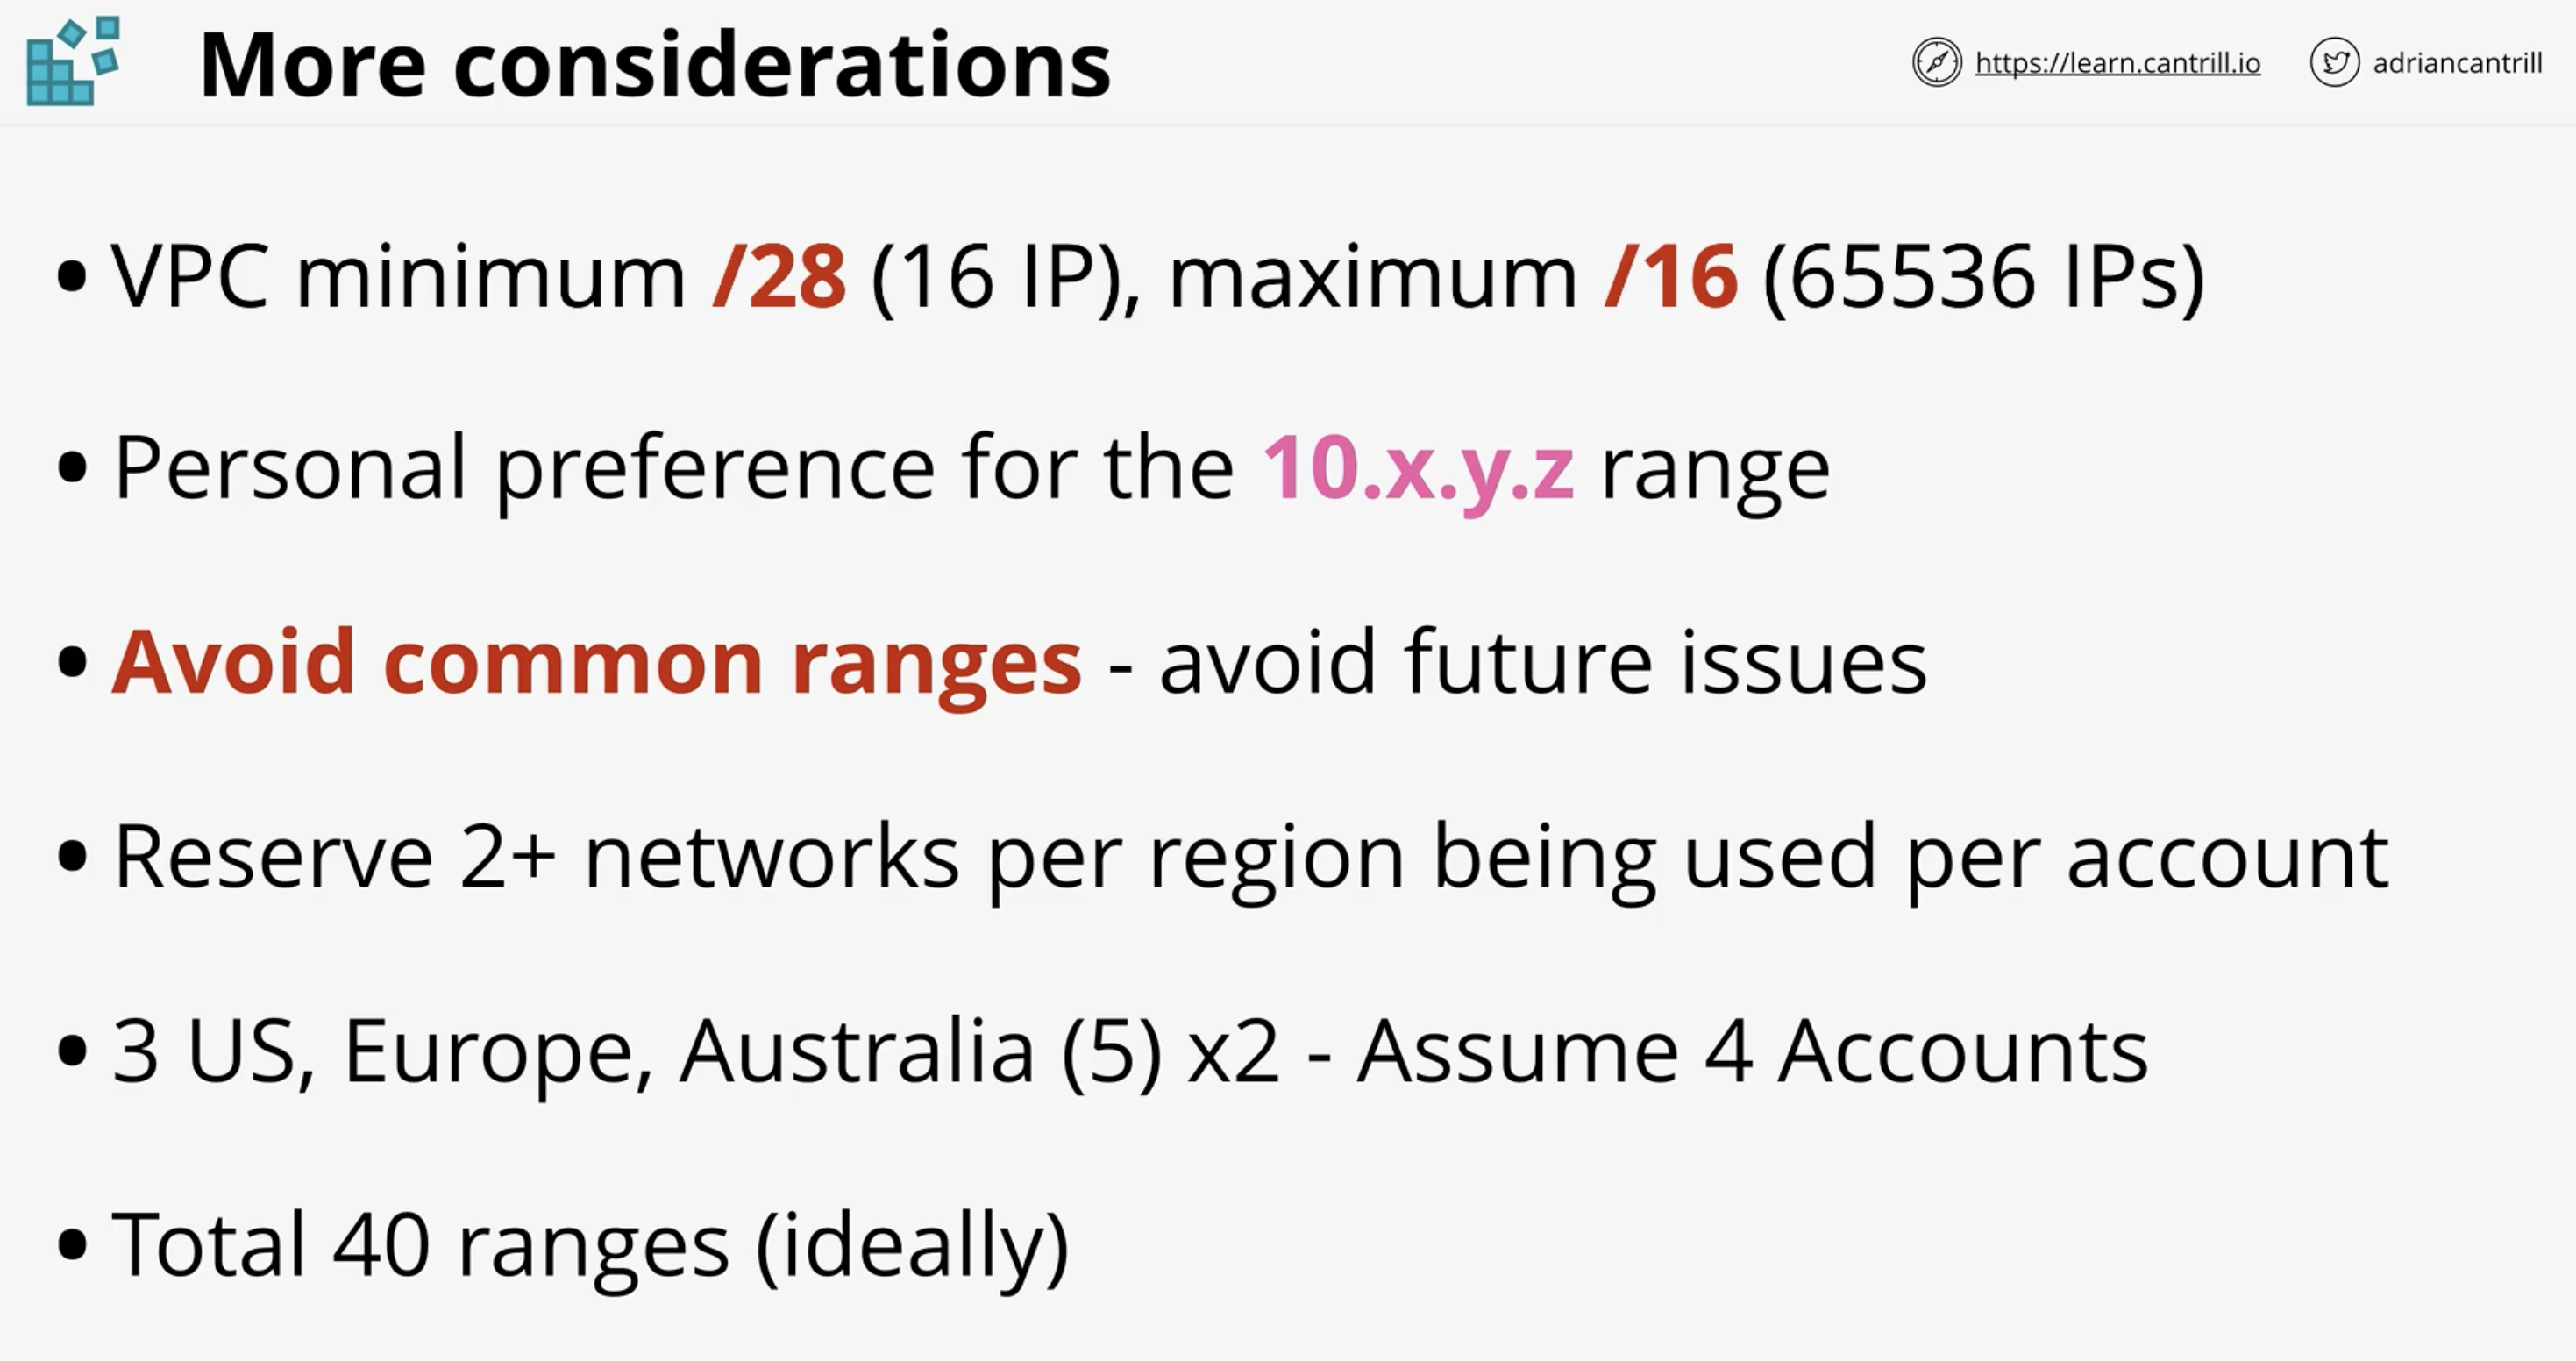 More considerations
https://learn.cantrill.io
adriancantrill
• VPC minimum /28 (16 IP), maximum /16 (65536 IPs)
• Personal preference for the 10.x.y.z range
• Avoid common ranges - avoid future issues
• Reserve 2+ networks per region being used per account
• 3 US, Europe, Australia (5) x2 - Assume 4 Accounts
• Total 40 ranges (ideally)